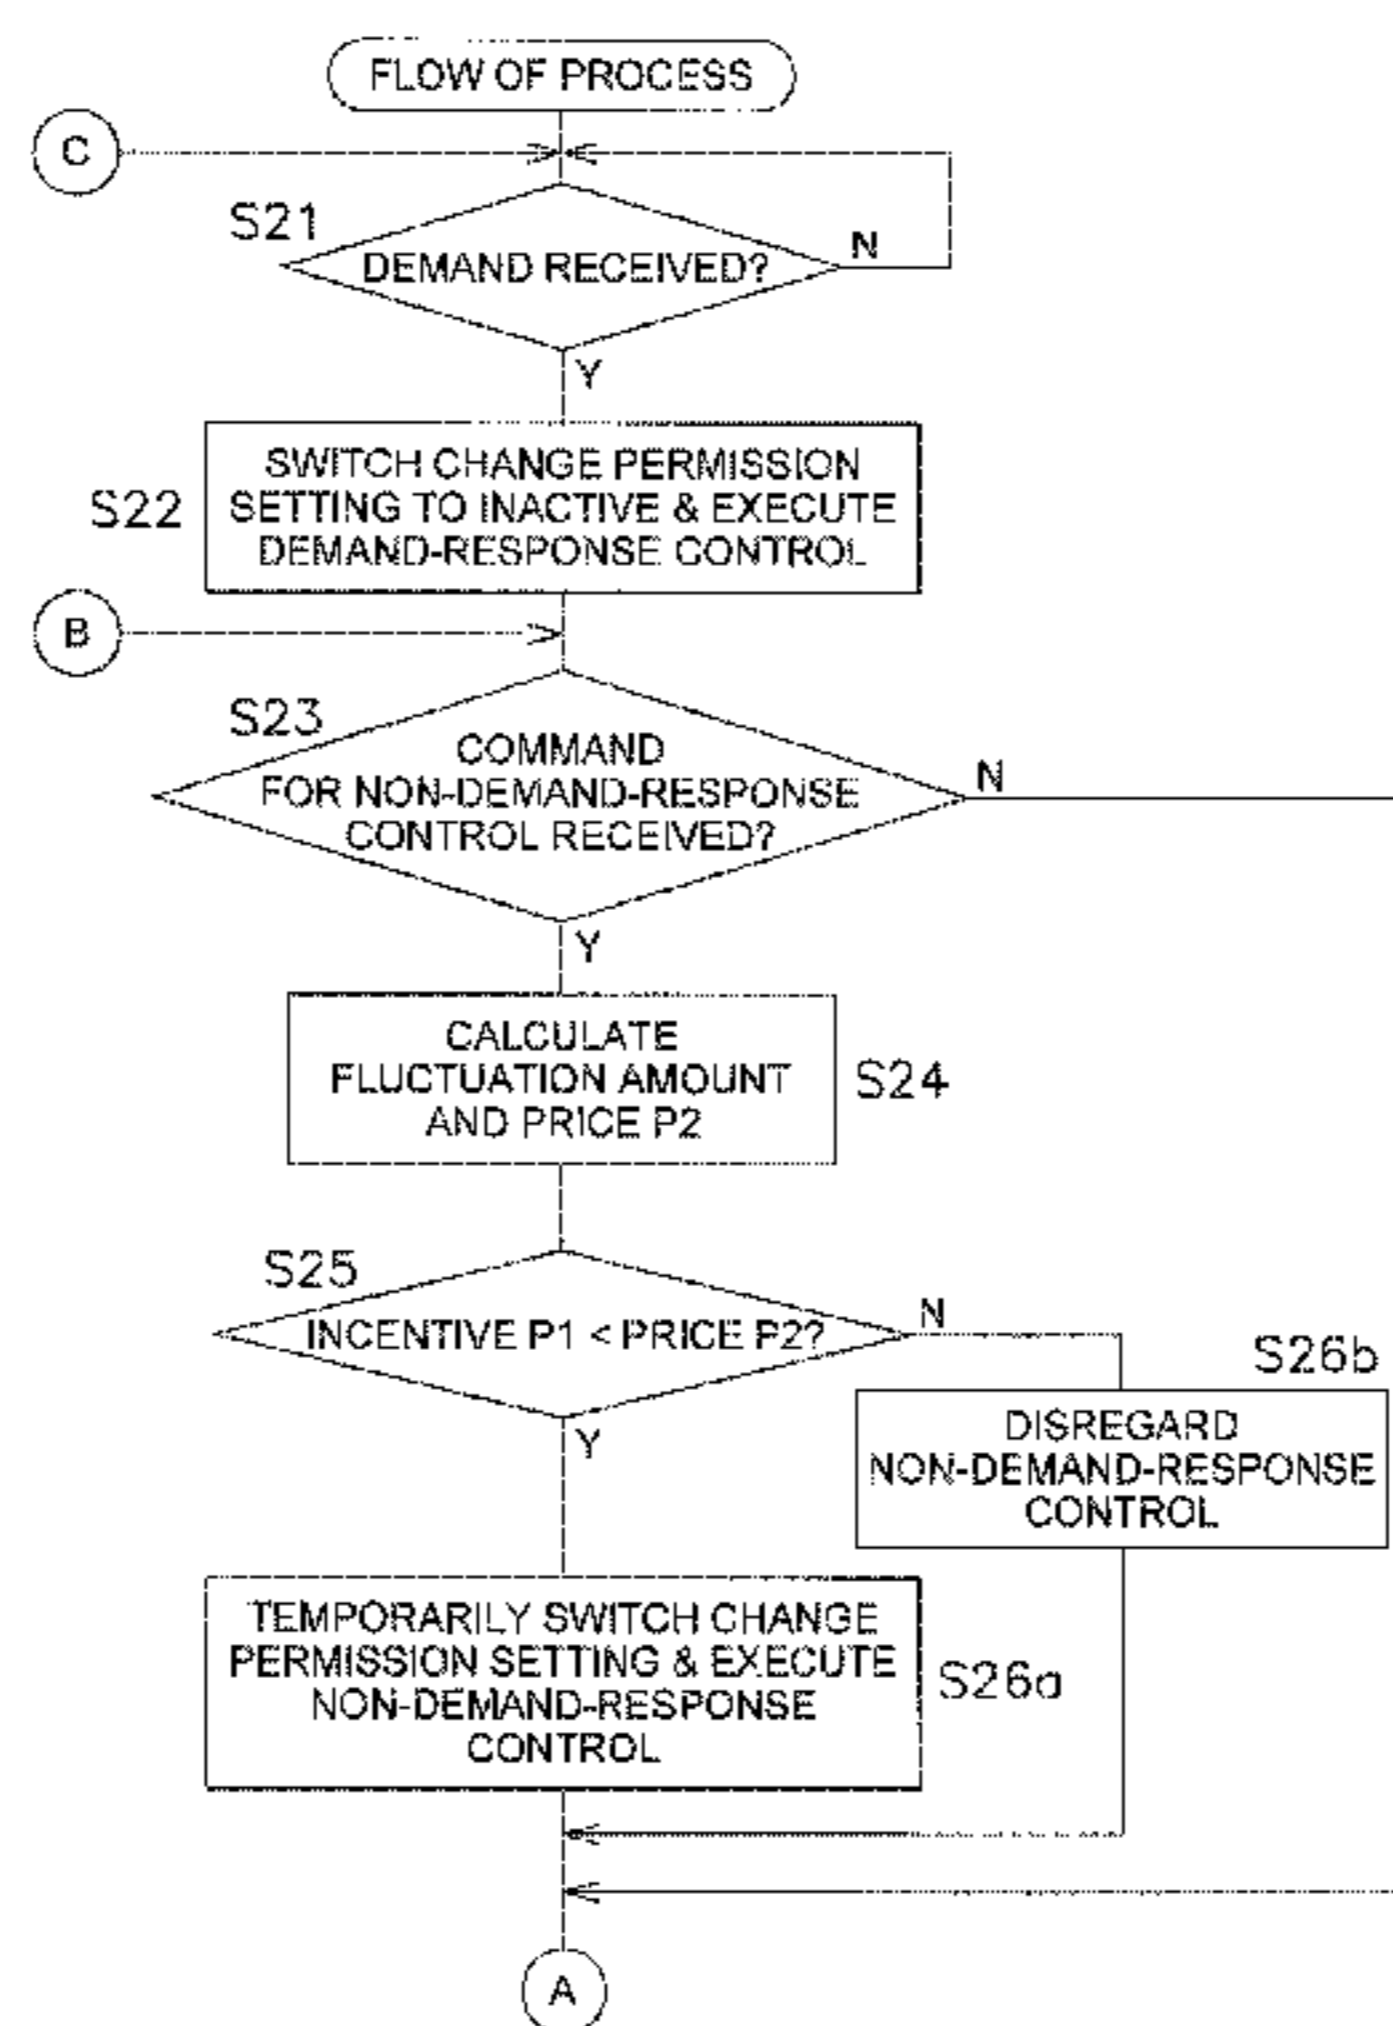 FLOW OF PROCESS
C
S21
DEMAND RECEIVED?
N
Y
S22
SWITCH CHANGE PERMISSION
SETTING TO INACTIVE & EXECUTE
DEMAND-RESPONSE CONTROL
B
S23
COMMAND
FOR NON-DEMAND-RESPONSE
CONTROL RECEIVED?
N
Y
CALCULATE
FLUCTUATION AMOUNT
AND PRICE P2
S24
S25
INCENTIVE P1 < PRICE P2?
N
Y
S26b
DISREGARD
NON-DEMAND-RESPONSE
CONTROL
TEMPORARILY SWITCH CHANGE
PERMISSION SETTING & EXECUTE
NON-DEMAND-RESPONSE
CONTROL
S26a
A